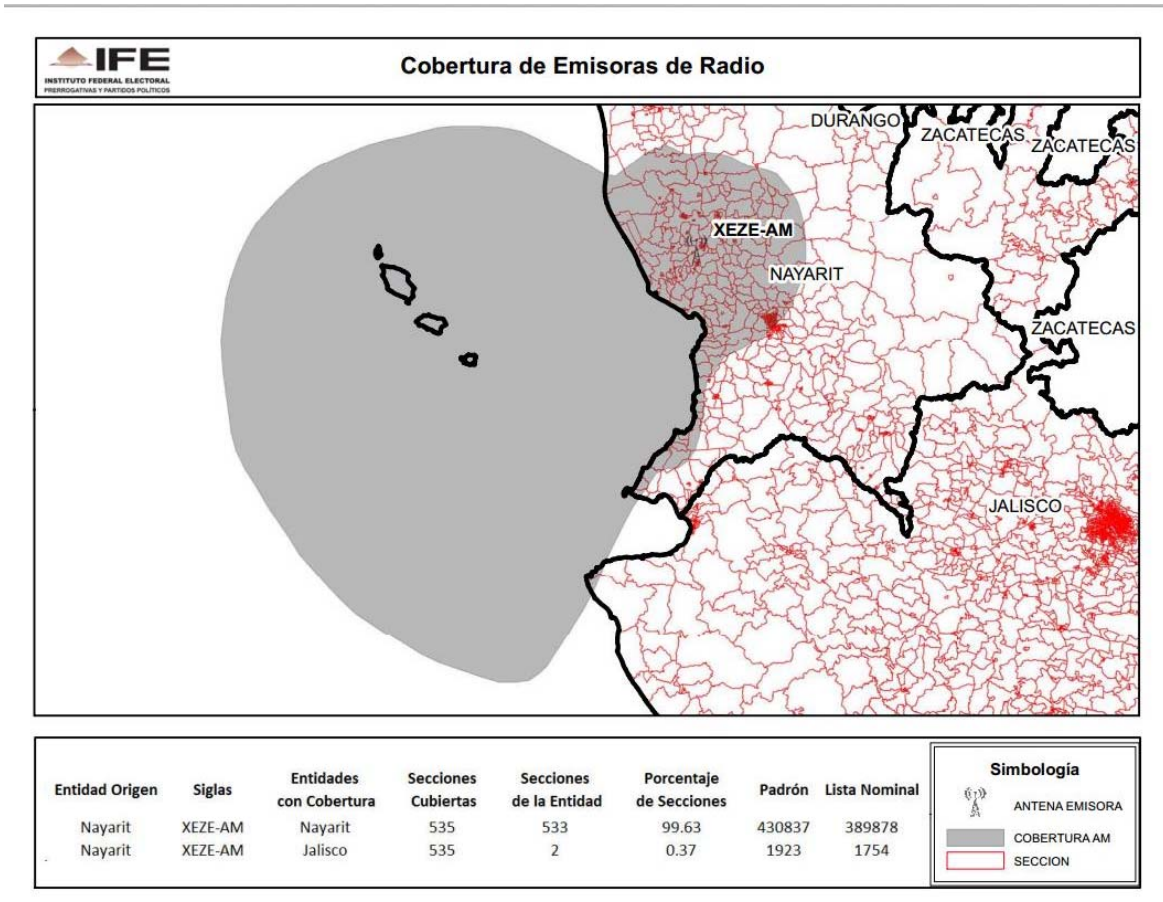 IFE
INSTITUTO FEDERAL ELECTORAL
PRERROGATIVAS Y PARTIDOS POLÍTICOS
Cobertura de Emisoras de Radio
DURANGO
ZACATECAS
ZACATECAS
XEZE-AM
NAYARIT
ZACATECAS
JALISCO
Entidad Origen Siglas Entidades con Cobertura Secciones Cubiertas Secciones de la Entidad Porcentaje de Secciones Padrón Lista Nominal
Nayarit XEZE-AM Nayarit 535 533 99.63 430837 389878
Nayarit XEZE-AM Jalisco 535 2 0.37 1923 1754
Simbología
ANTENA EMISORA
COBERTURA AM
SECCION